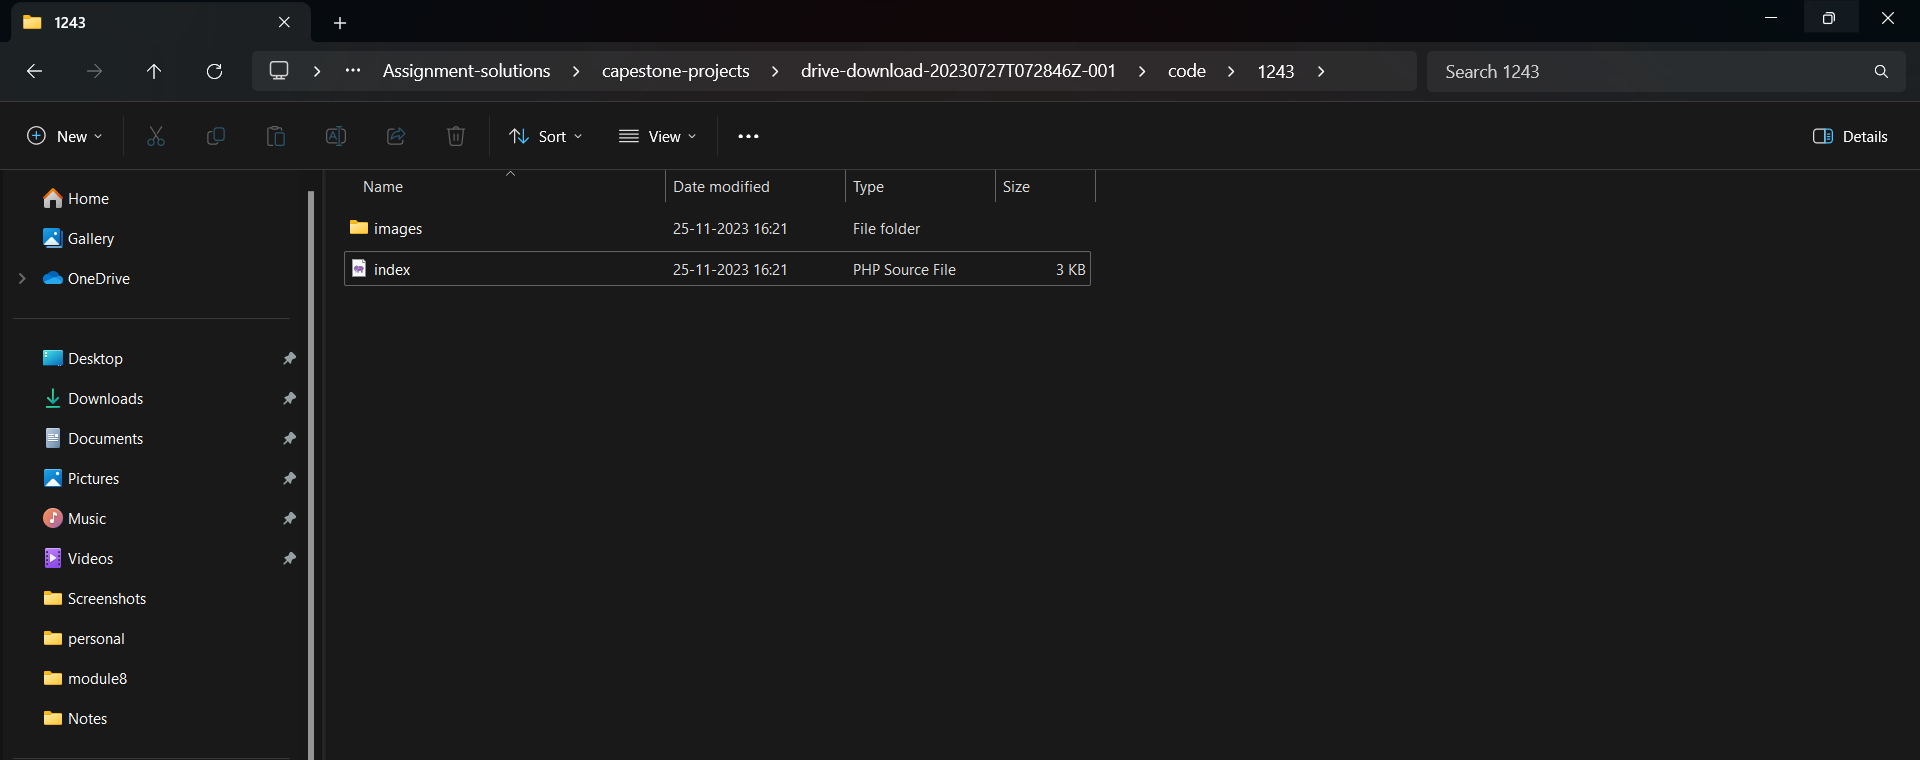 1243
Assignment-solutions > capestone-projects > drive-download-20230727T072846Z-001 > code > 1243 >
Search 1243
New
Sort
View
Details
Home
Gallery
OneDrive
Desktop
Downloads
Documents
Pictures
Music
Videos
Screenshots
personal
module8
Notes
Name Date modified Type Size
images 25-11-2023 16:21 File folder
index 25-11-2023 16:21 PHP Source File 3 KB